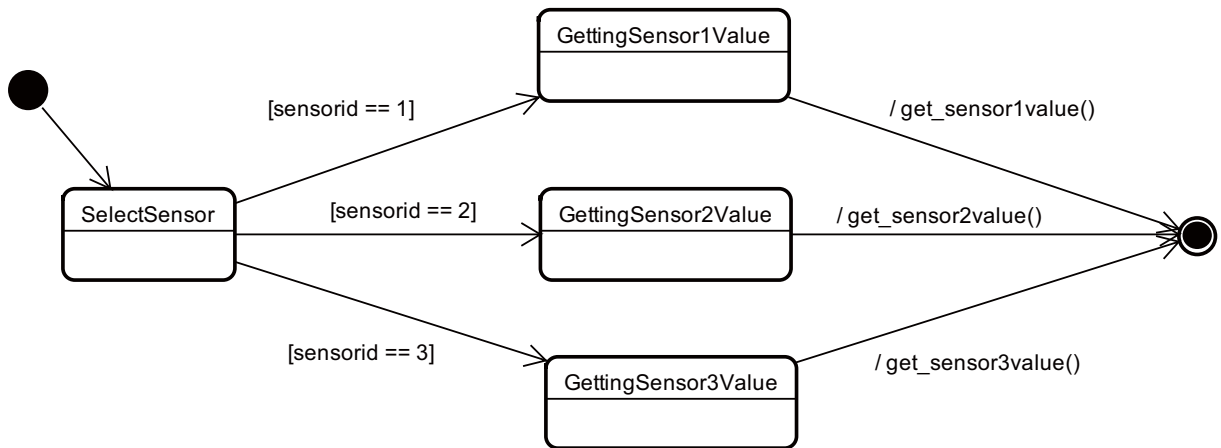 GettingSensor1Value
[sensorid == 1]
/ get_sensor1value()
SelectSensor
[sensorid == 2]
GettingSensor2Value
/ get_sensor2value()
[sensorid == 3]
GettingSensor3Value
/ get_sensor3value()